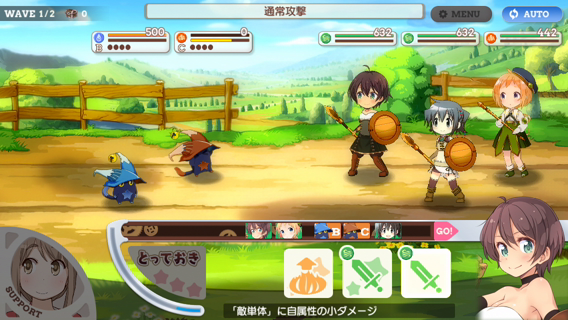 WAVE 1/2 0
通常攻撃
MENU
AUTO
500
B
0
C
632
632
442
B
C
GO!
とっておき
SUPPORT
「敵単体」に自属性の小ダメージ